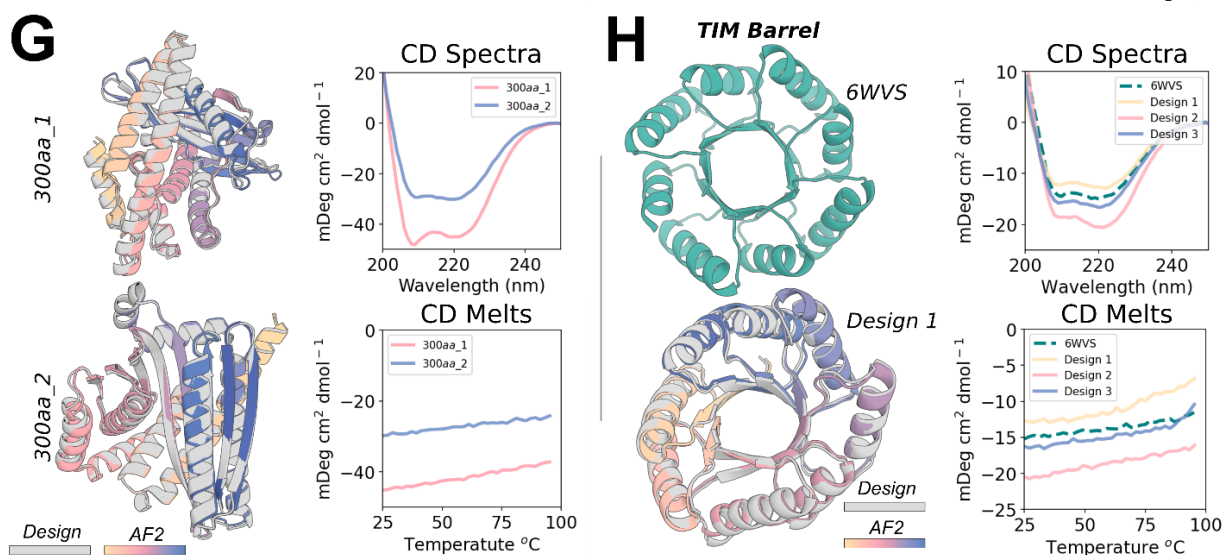 G
300aa_1
CD Spectra
20
0
−20
−40
mDeg cm² dmol⁻¹
300aa_1
300aa_2
200
220
240
Wavelength (nm)
300aa_2
CD Melts
0
−20
−40
mDeg cm² dmol⁻¹
300aa_1
300aa_2
25
50
75
100
Temperatute °C
Design
AF2
H
TIM Barrel
6WVS
CD Spectra
10
0
−10
−20
mDeg cm² dmol⁻¹
6WVS
Design 1
Design 2
Design 3
200
220
240
Wavelength (nm)
Design 1
CD Melts
0
−5
−10
−15
−20
−25
mDeg cm² dmol⁻¹
6WVS
Design 1
Design 2
Design 3
25
50
75
100
Temperature °C
Design
AF2